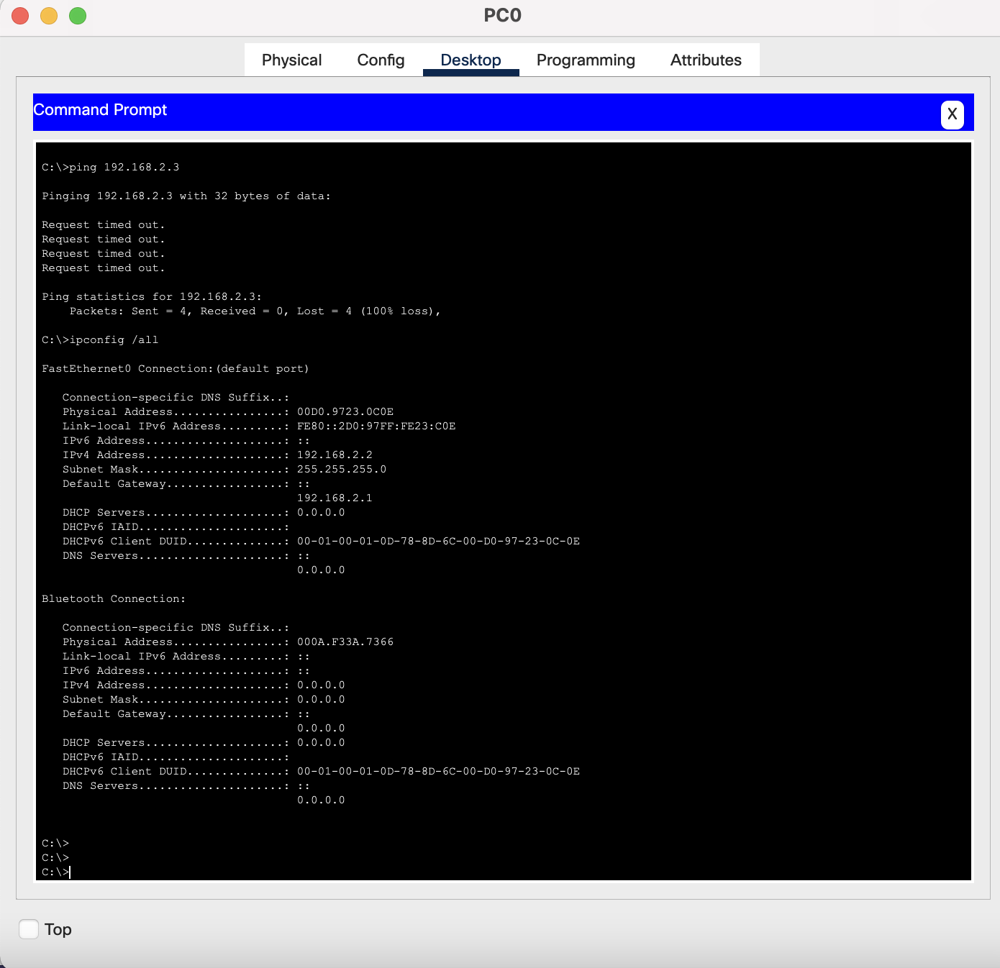 PC0
Physical Config Desktop Programming Attributes
Command Prompt
X
C:\>ping 192.168.2.3
Pinging 192.168.2.3 with 32 bytes of data:
Request timed out.
Request timed out.
Request timed out.
Request timed out.
Ping statistics for 192.168.2.3:
    Packets: Sent = 4, Received = 0, Lost = 4 (100% loss),
C:\>ipconfig /all
FastEthernet0 Connection:(default port)
   Connection-specific DNS Suffix..:
   Physical Address................: 00D0.9723.0C0E
   Link-local IPv6 Address.........: FE80::2D0:97FF:FE23:C0E
   IPv6 Address....................: ::
   IPv4 Address....................: 192.168.2.2
   Subnet Mask.....................: 255.255.255.0
   Default Gateway.................: ::
                                     192.168.2.1
   DHCP Servers....................: 0.0.0.0
   DHCPv6 IAID.....................:
   DHCPv6 Client DUID..............: 00-01-00-01-0D-78-8D-6C-00-D0-97-23-0C-0E
   DNS Servers.....................: ::
                                     0.0.0.0
Bluetooth Connection:
   Connection-specific DNS Suffix..:
   Physical Address................: 000A.F33A.7366
   Link-local IPv6 Address.........: ::
   IPv6 Address....................: ::
   IPv4 Address....................: 0.0.0.0
   Subnet Mask.....................: 0.0.0.0
   Default Gateway.................: ::
                                     0.0.0.0
   DHCP Servers....................: 0.0.0.0
   DHCPv6 IAID.....................:
   DHCPv6 Client DUID..............: 00-01-00-01-0D-78-8D-6C-00-D0-97-23-0C-0E
   DNS Servers.....................: ::
                                     0.0.0.0
C:\>
C:\>
C:\>
Top